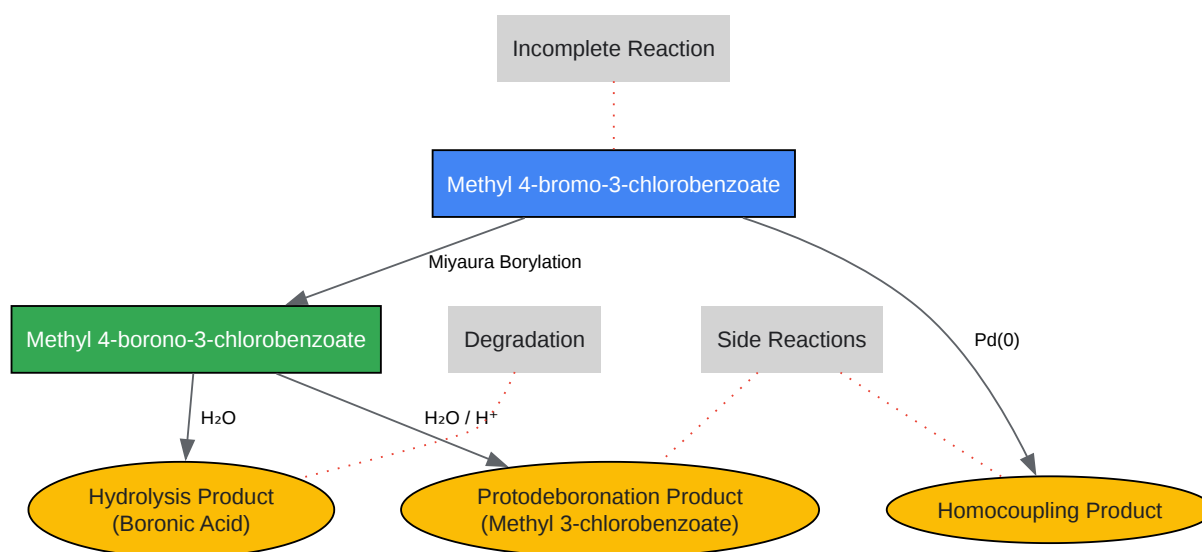 Incomplete Reaction
Methyl 4-bromo-3-chlorobenzoate
Miyaura Borylation
Methyl 4-borono-3-chlorobenzoate
Degradation
Side Reactions
Pd(0)
H₂O
H₂O / H⁺
Hydrolysis Product
(Boronic Acid)
Protodeboronation Product
(Methyl 3-chlorobenzoate)
Homocoupling Product